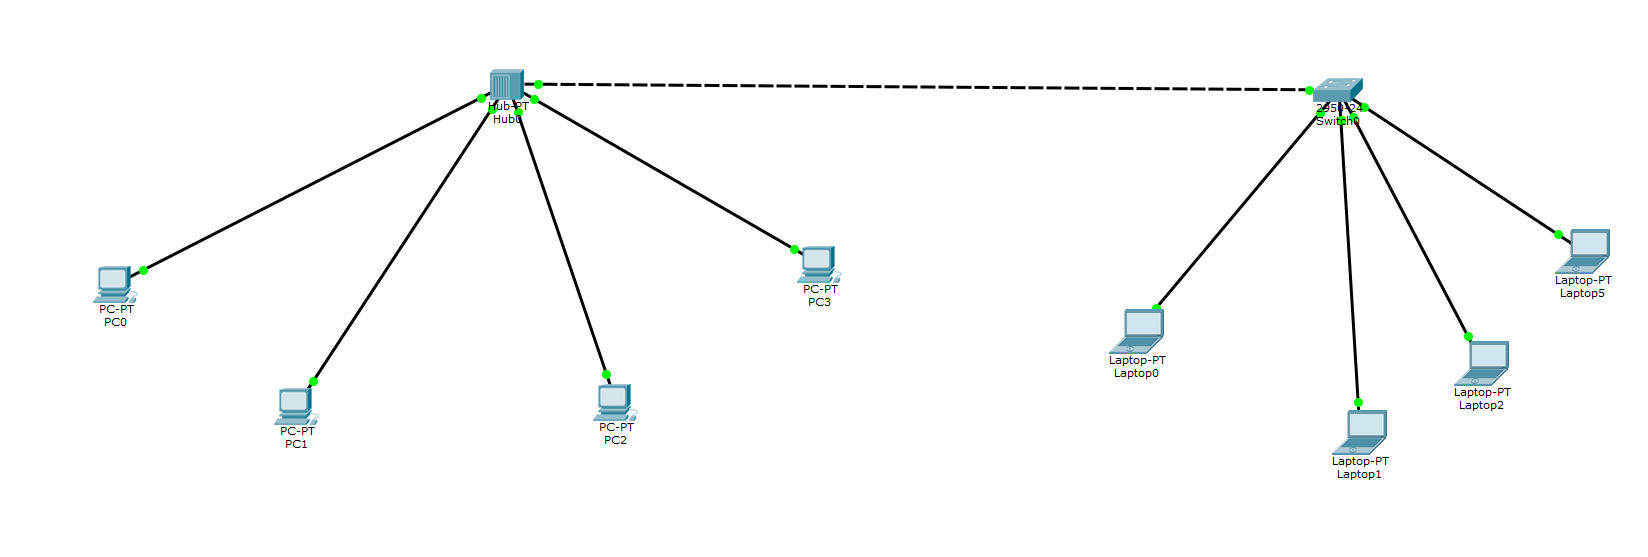 Hub-PT
Hub0
2950-24
Switch0
PC-PT
PC0
PC-PT
PC1
PC-PT
PC2
PC-PT
PC3
Laptop-PT
Laptop0
Laptop-PT
Laptop1
Laptop-PT
Laptop2
Laptop-PT
Laptop5